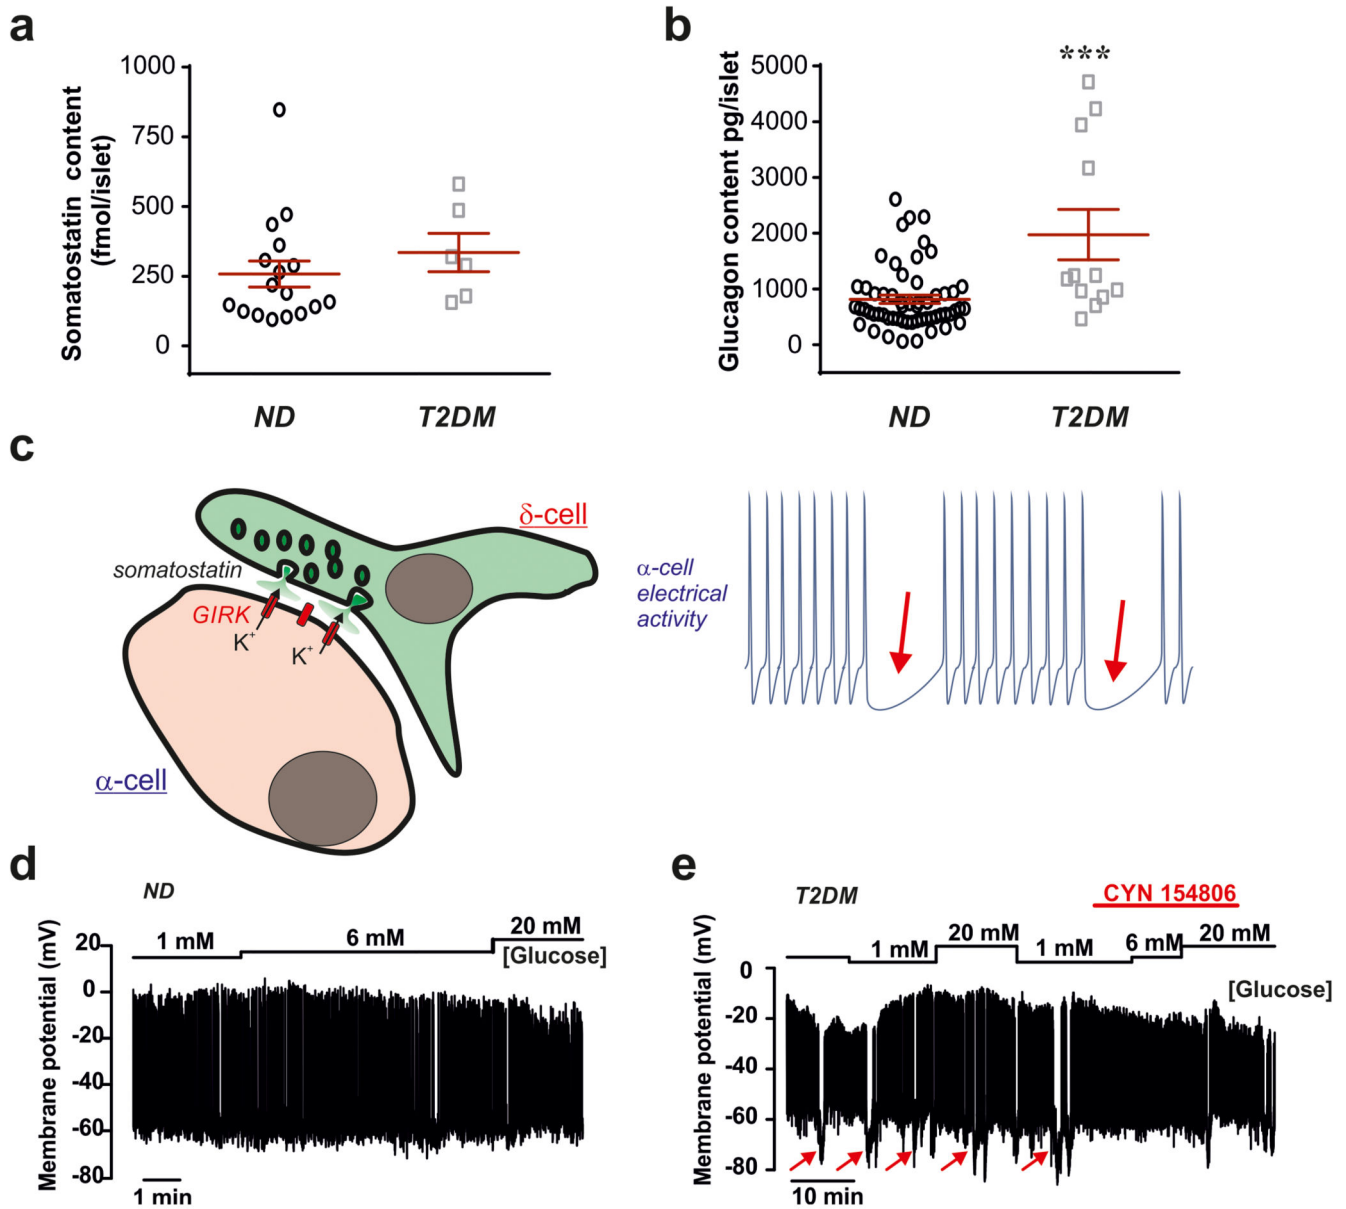 a
Somatostatin content
(fmol/islet)
1000
750
500
250
0
ND
T2DM
b
Glucagon content pg/islet
5000
4000
3000
2000
1000
0
***
ND
T2DM
c
δ-cell
somatostatin
GIRK
K+
K+
α-cell
α-cell
electrical
activity
d
ND
Membrane potential (mV)
20
0
-20
-40
-60
-80
1 mM
6 mM
20 mM
[Glucose]
1 min
e
T2DM
CYN 154806
Membrane potential (mV)
0
-20
-40
-60
-80
1 mM
20 mM
1 mM
6 mM
20 mM
[Glucose]
10 min